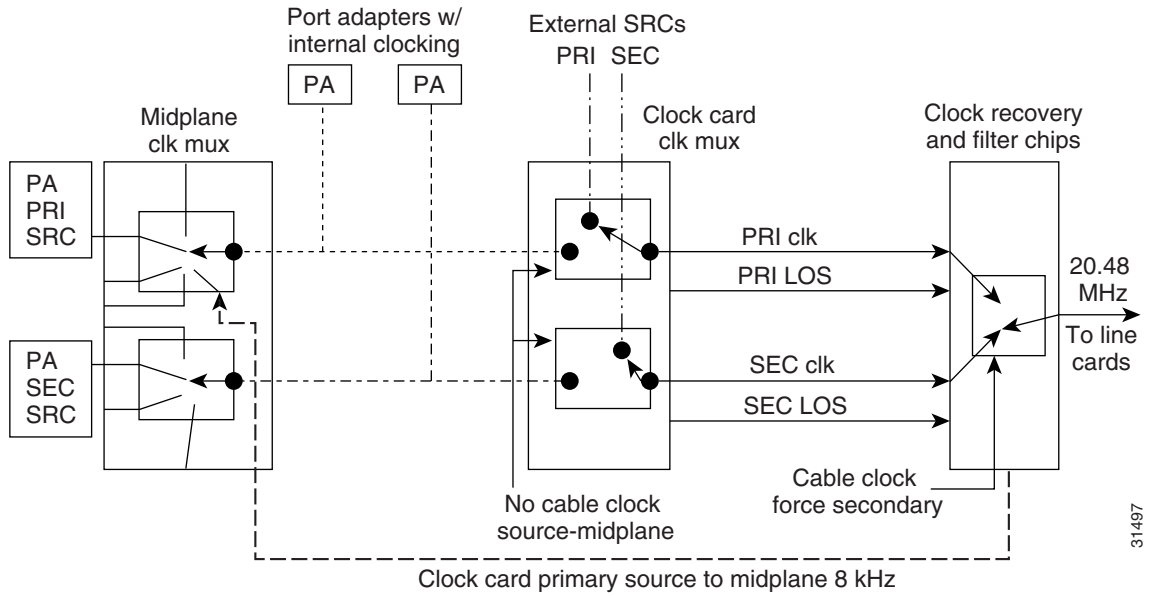 Port adapters w/
internal clocking
External SRCs
PRI SEC
PA
PA
Midplane
clk mux
Clock card
clk mux
Clock recovery
and filter chips
PA
PRI
SRC
PRI clk
PRI LOS
20.48
MHz
To line
cards
PA
SEC
SRC
SEC clk
SEC LOS
No cable clock
source-midplane
Cable clock
force secondary
Clock card primary source to midplane 8 kHz
31497